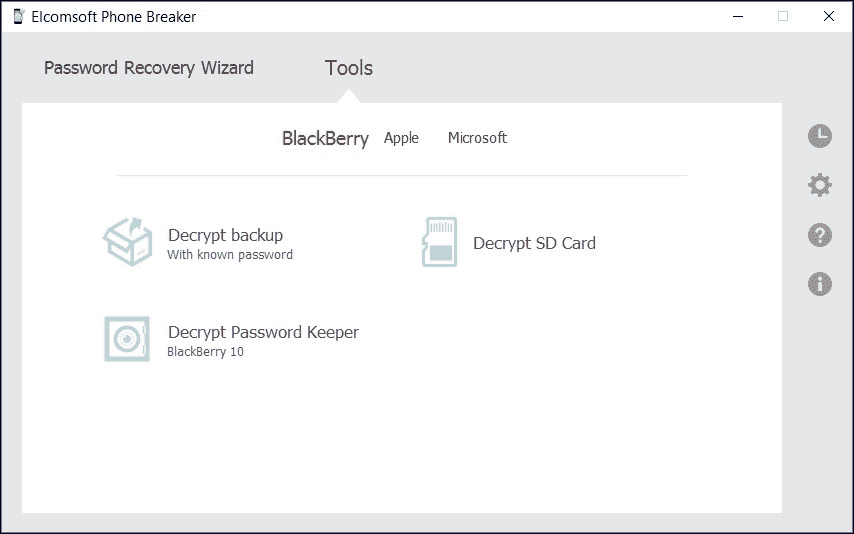 Elcomsoft Phone Breaker
Password Recovery Wizard
Tools
BlackBerry
Apple
Microsoft
Decrypt backup
With known password
Decrypt SD Card
Decrypt Password Keeper
BlackBerry 10